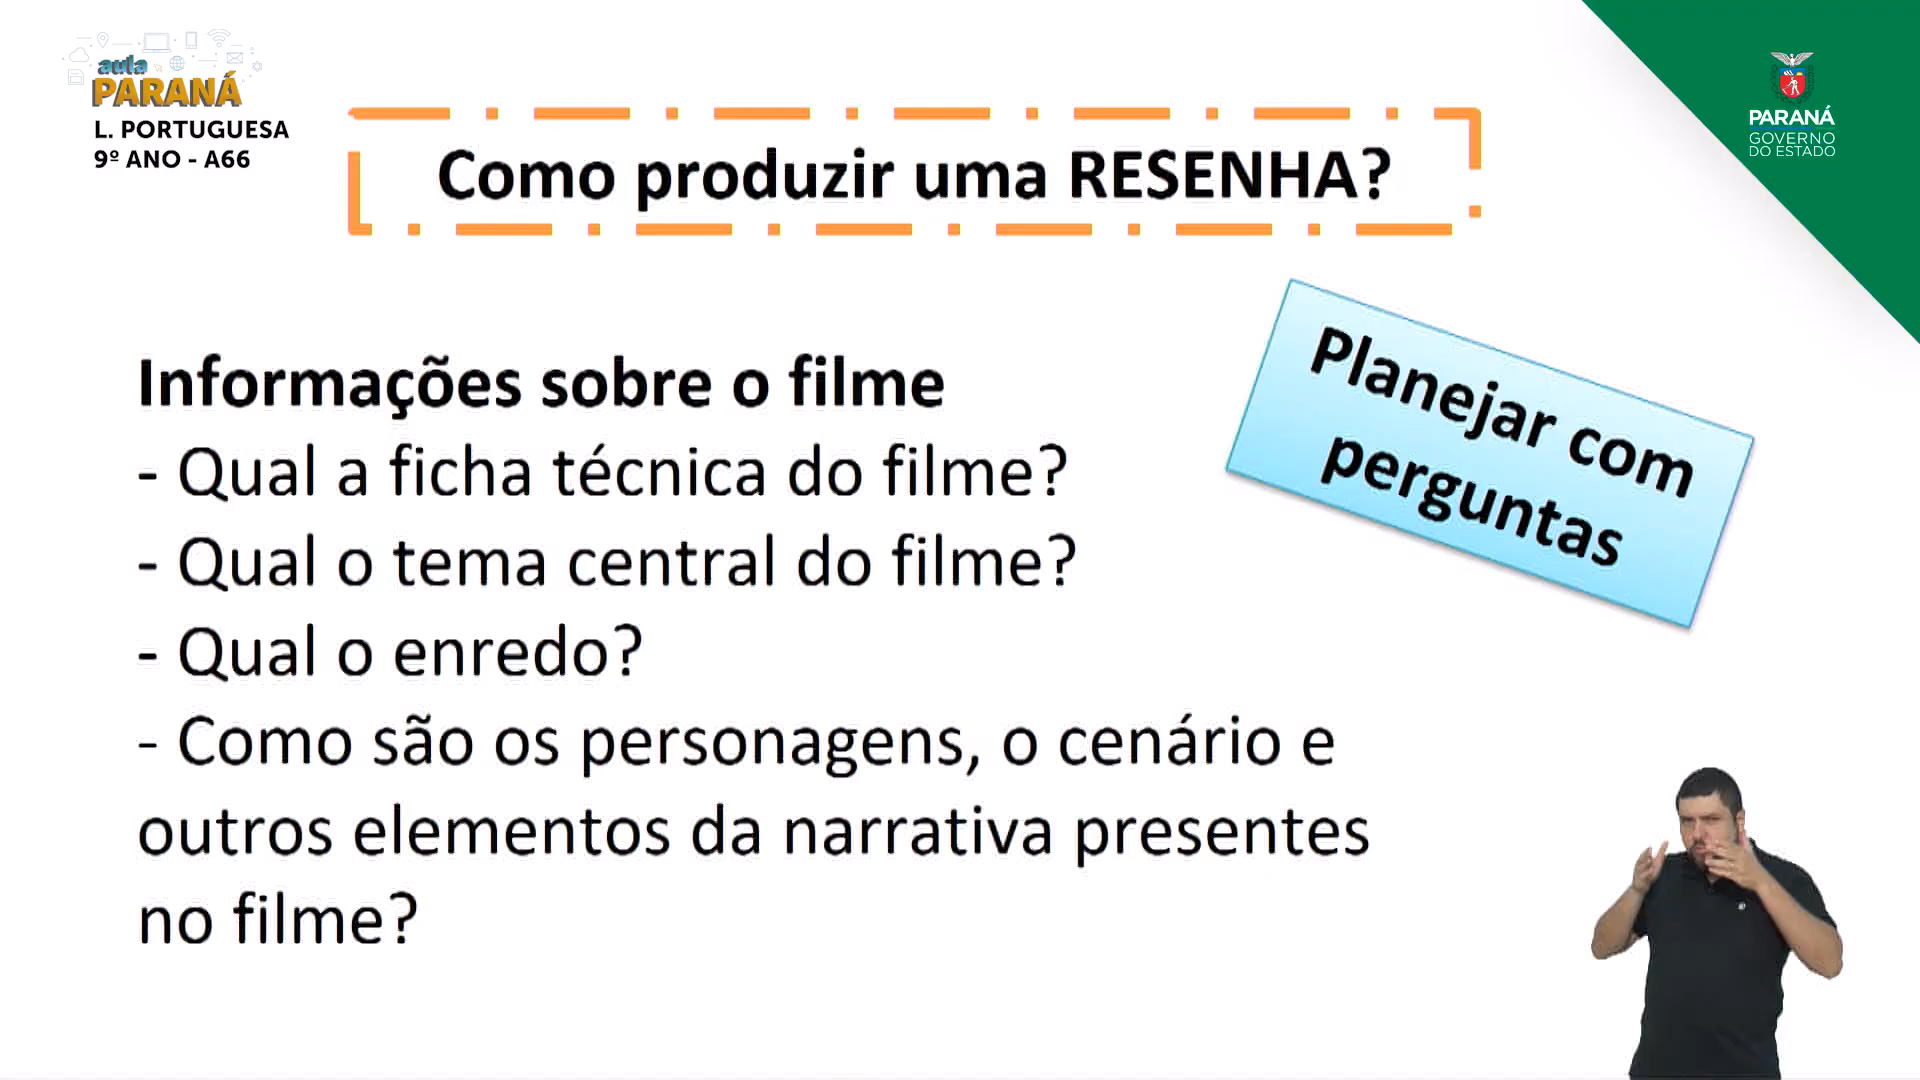 aula
PARANÁ
L. PORTUGUESA
9º ANO - A66
PARANÁ
GOVERNO
DO ESTADO
Como produzir uma RESENHA?
Planejar com
perguntas
Informações sobre o filme
- Qual a ficha técnica do filme?
- Qual o tema central do filme?
- Qual o enredo?
- Como são os personagens, o cenário e
outros elementos da narrativa presentes
no filme?